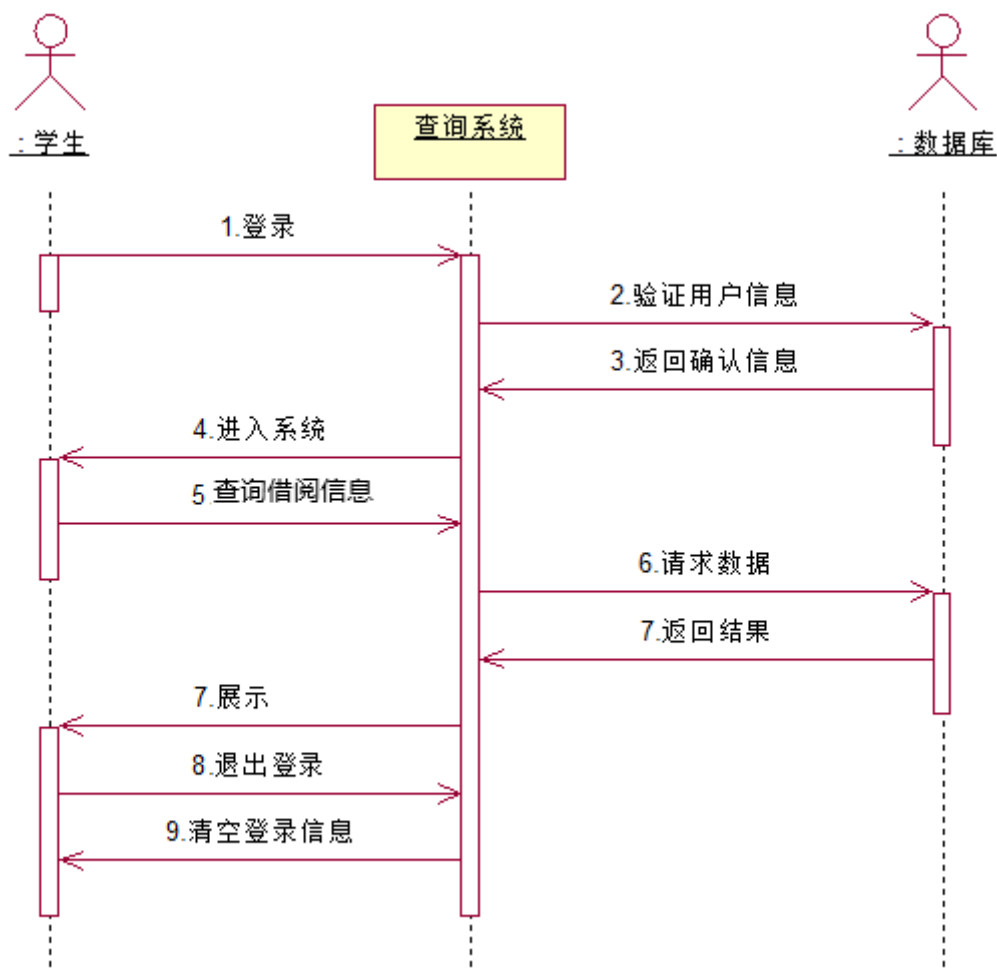 : 学生
查询系统
: 数据库
1.登录
2.验证用户信息
3.返回确认信息
4.进入系统
5.查询借阅信息
6.请求数据
7.返回结果
7.展示
8.退出登录
9.清空登录信息